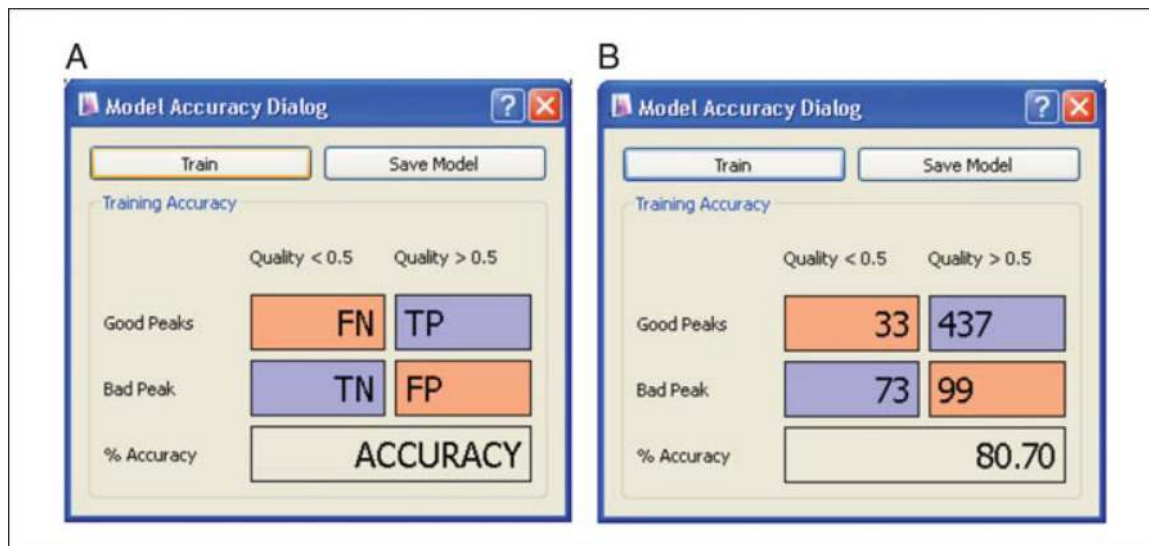 A
Model Accuracy Dialog
Train Save Model
Training Accuracy
Quality < 0.5 Quality > 0.5
Good Peaks FN TP
Bad Peak TN FP
% Accuracy ACCURACY
B
Model Accuracy Dialog
Train Save Model
Training Accuracy
Quality < 0.5 Quality > 0.5
Good Peaks 33 437
Bad Peak 73 99
% Accuracy 80.70